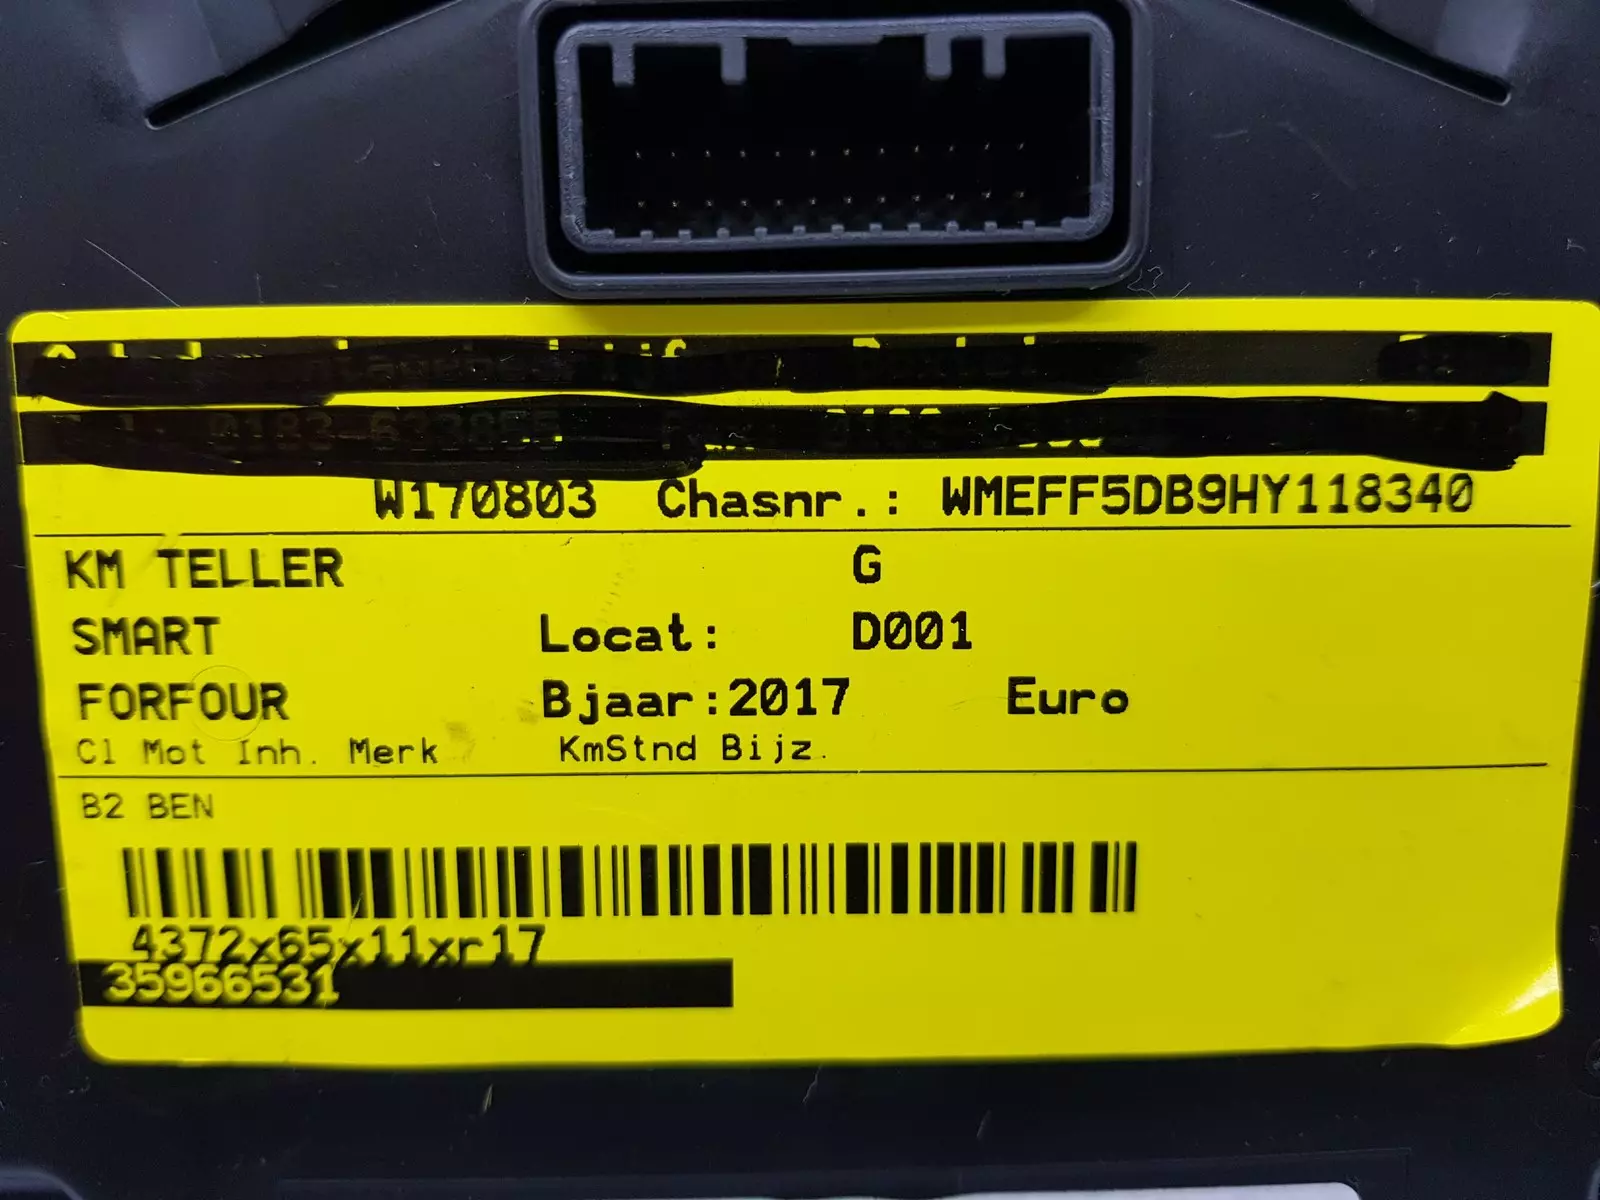 W170803 Chasnr.: WMEFF5DB9HY118340
KM TELLER G
SMART Locat: D001
FORFOUR Bjaar:2017 Euro
Cl Mot Inh. Merk KmStnd Bijz.
B2 BEN
4372x65x11xr17
35966531